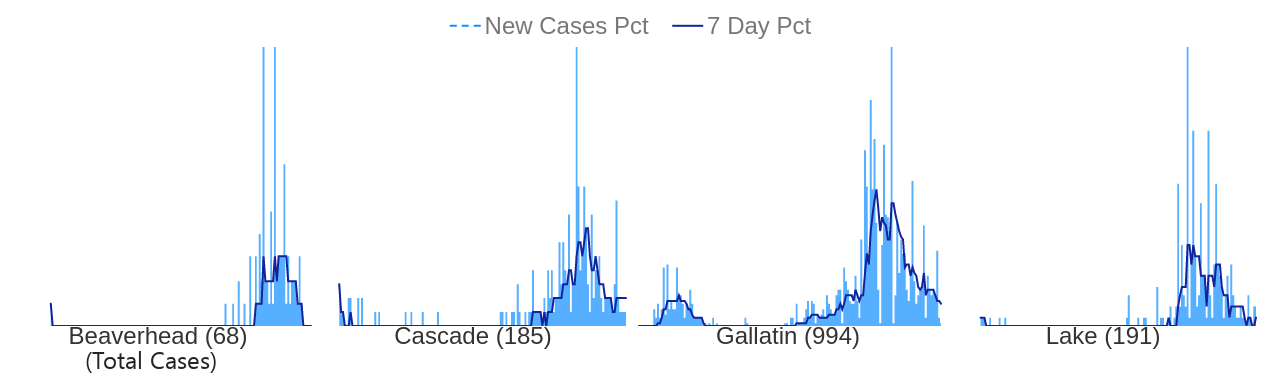 New Cases Pct 7 Day Pct
Beaverhead (68) Cascade (185) Gallatin (994) Lake (191)
(Total Cases)